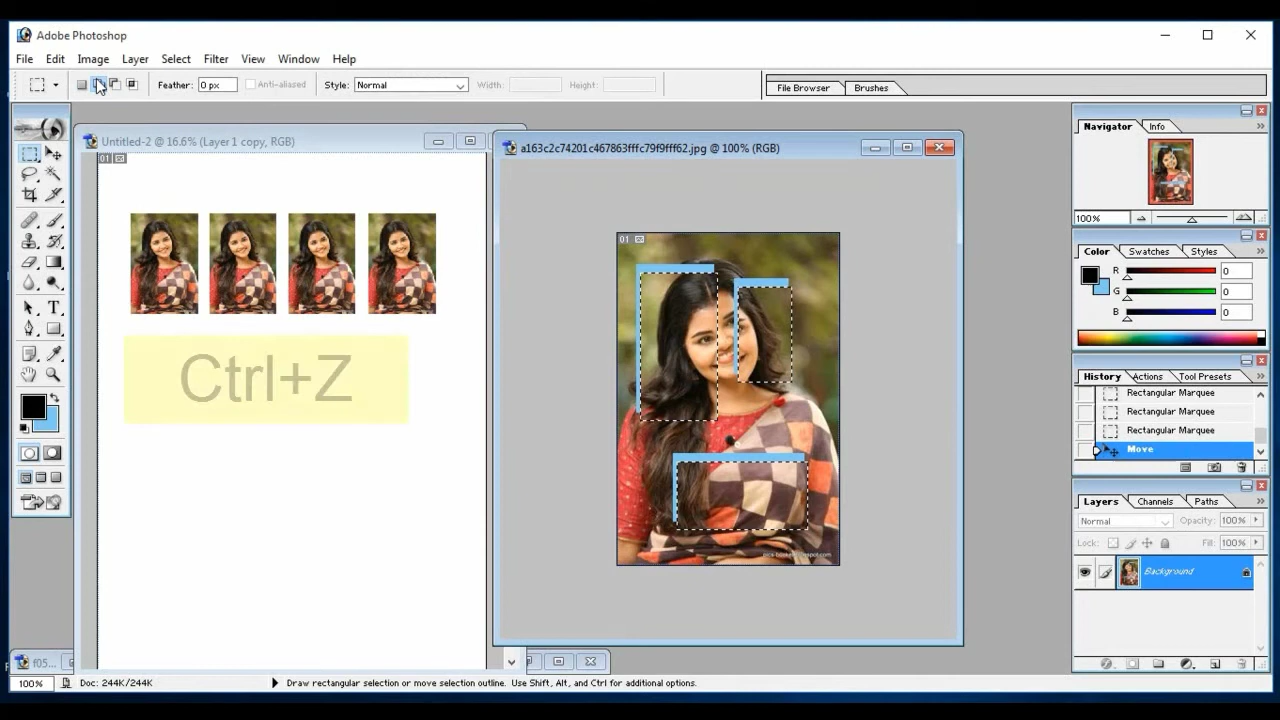 Adobe Photoshop
File Edit Image Layer Select Filter View Window Help
Feather: 0 px Anti-aliased Style: Normal Width: Height: File Browser Brushes
Untitled-2 @ 16.6% (Layer 1 copy, RGB)
01
a163c2c74201c467863fffc79f9fff62.jpg @ 100% (RGB)
01
Ctrl+Z
Navigator Info
100%
Color Swatches Styles
R 0
G 0
B 0
History Actions Tool Presets
Rectangular Marquee
Rectangular Marquee
Rectangular Marquee
Move
Layers Channels Paths
Normal Opacity: 100%
Lock: Fill: 100%
Background
f05...
100% Doc: 244K/244K Draw rectangular selection or move selection outline. Use Shift, Alt, and Ctrl for additional options.